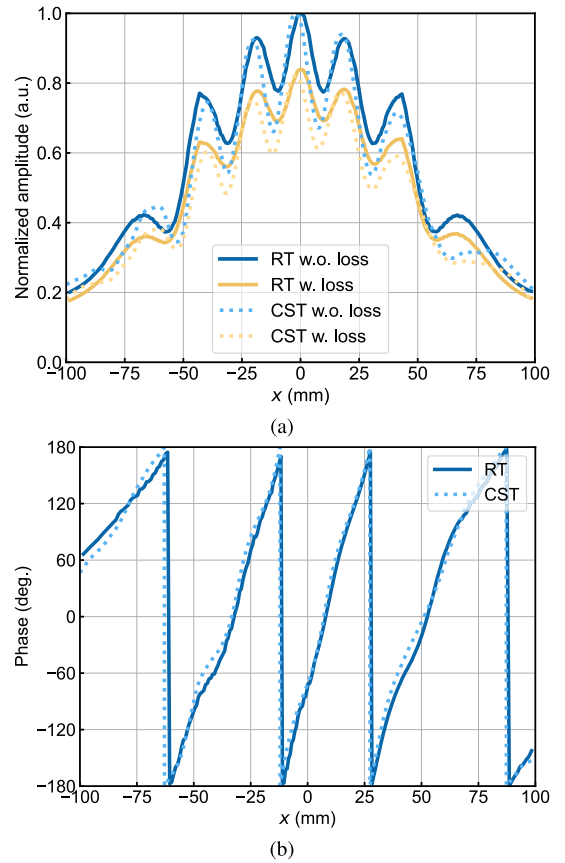 1.0
0.8
0.6
0.4
0.2
0.0
Normalized amplitude (a.u.)
RT w.o. loss
RT w. loss
CST w.o. loss
CST w. loss
−100 −75 −50 −25 0 25 50 75 100
x (mm)
(a)
180
120
60
0
−60
−120
−180
Phase (deg.)
RT
CST
−100 −75 −50 −25 0 25 50 75 100
x (mm)
(b)